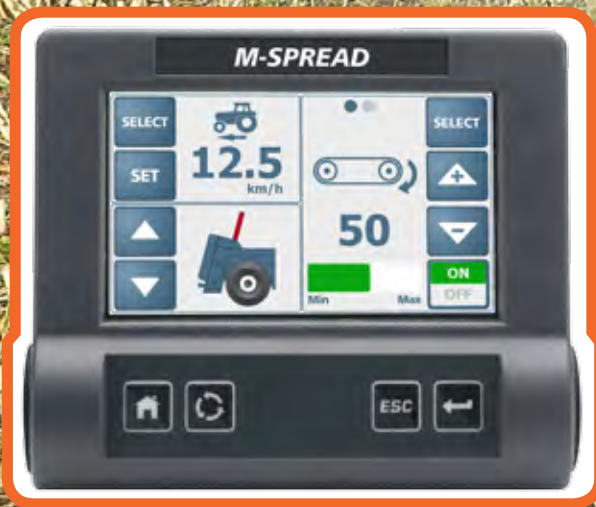 M-SPREAD
SELECT
SET
12.5
km/h
SELECT
50
Min Max
ON
OFF
ESC